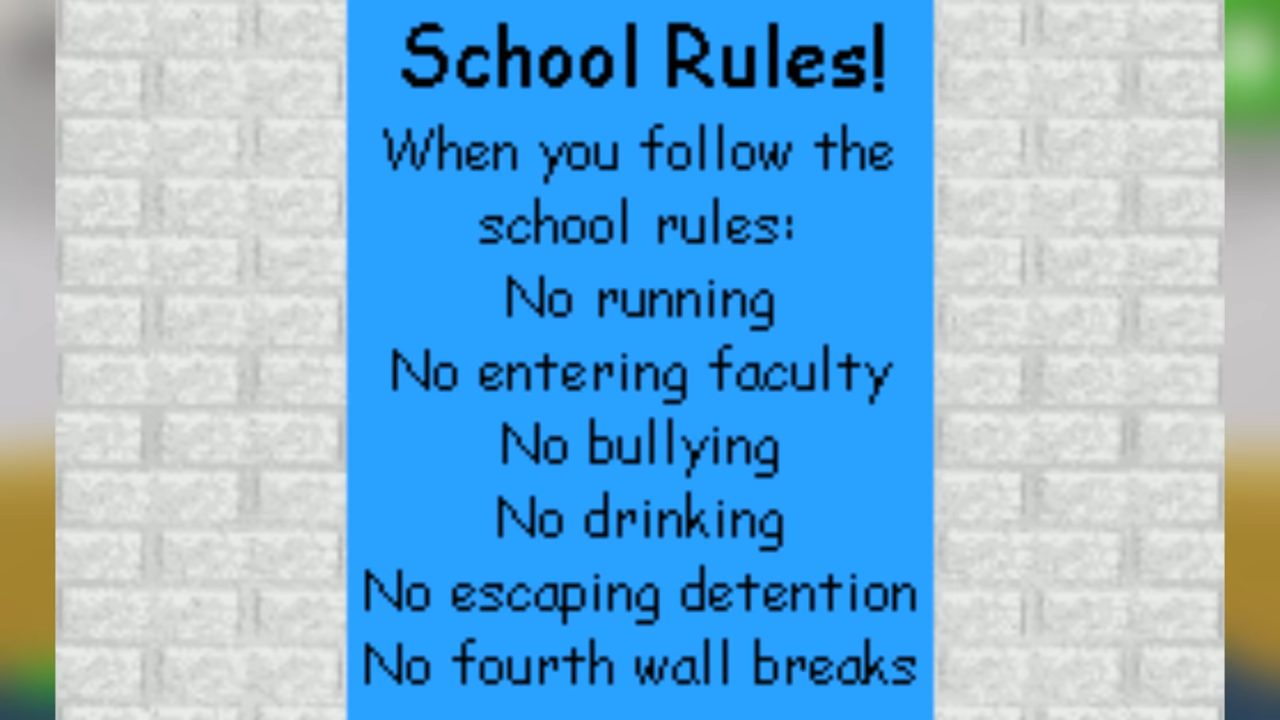 School Rules!
When you follow the
school rules:
No running
No entering faculty
No bullying
No drinking
No escaping detention
No fourth wall breaks